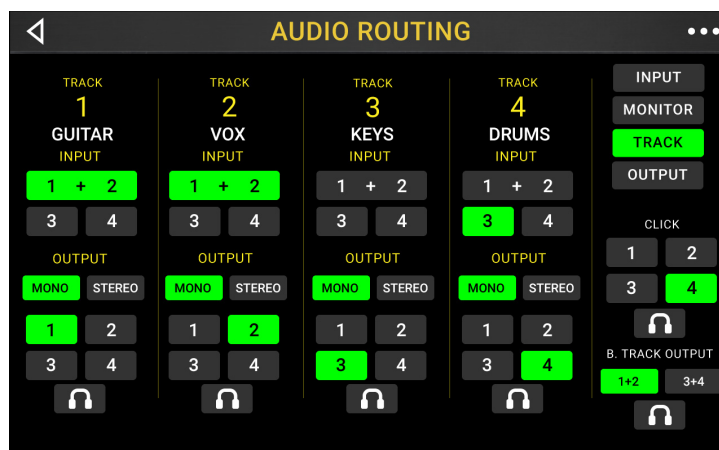 AUDIO ROUTING
TRACK
1
GUITAR
INPUT
1 + 2
3 4
OUTPUT
MONO STEREO
1 2
3 4
TRACK
2
VOX
INPUT
1 + 2
3 4
OUTPUT
MONO STEREO
1 2
3 4
TRACK
3
KEYS
INPUT
1 + 2
3 4
OUTPUT
MONO STEREO
1 2
3 4
TRACK
4
DRUMS
INPUT
1 + 2
3 4
OUTPUT
MONO STEREO
1 2
3 4
INPUT
MONITOR
TRACK
OUTPUT
CLICK
1 2
3 4
B. TRACK OUTPUT
1+2 3+4